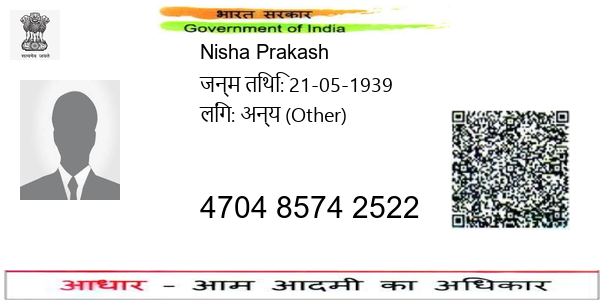 भारत सरकार
Government of India
सत्यमेव जयते
Nisha Prakash
जन्म तिथि: 21-05-1939
लिंग: अन्य (Other)
4704 8574 2522
आधार - आम आदमी का अधिकार